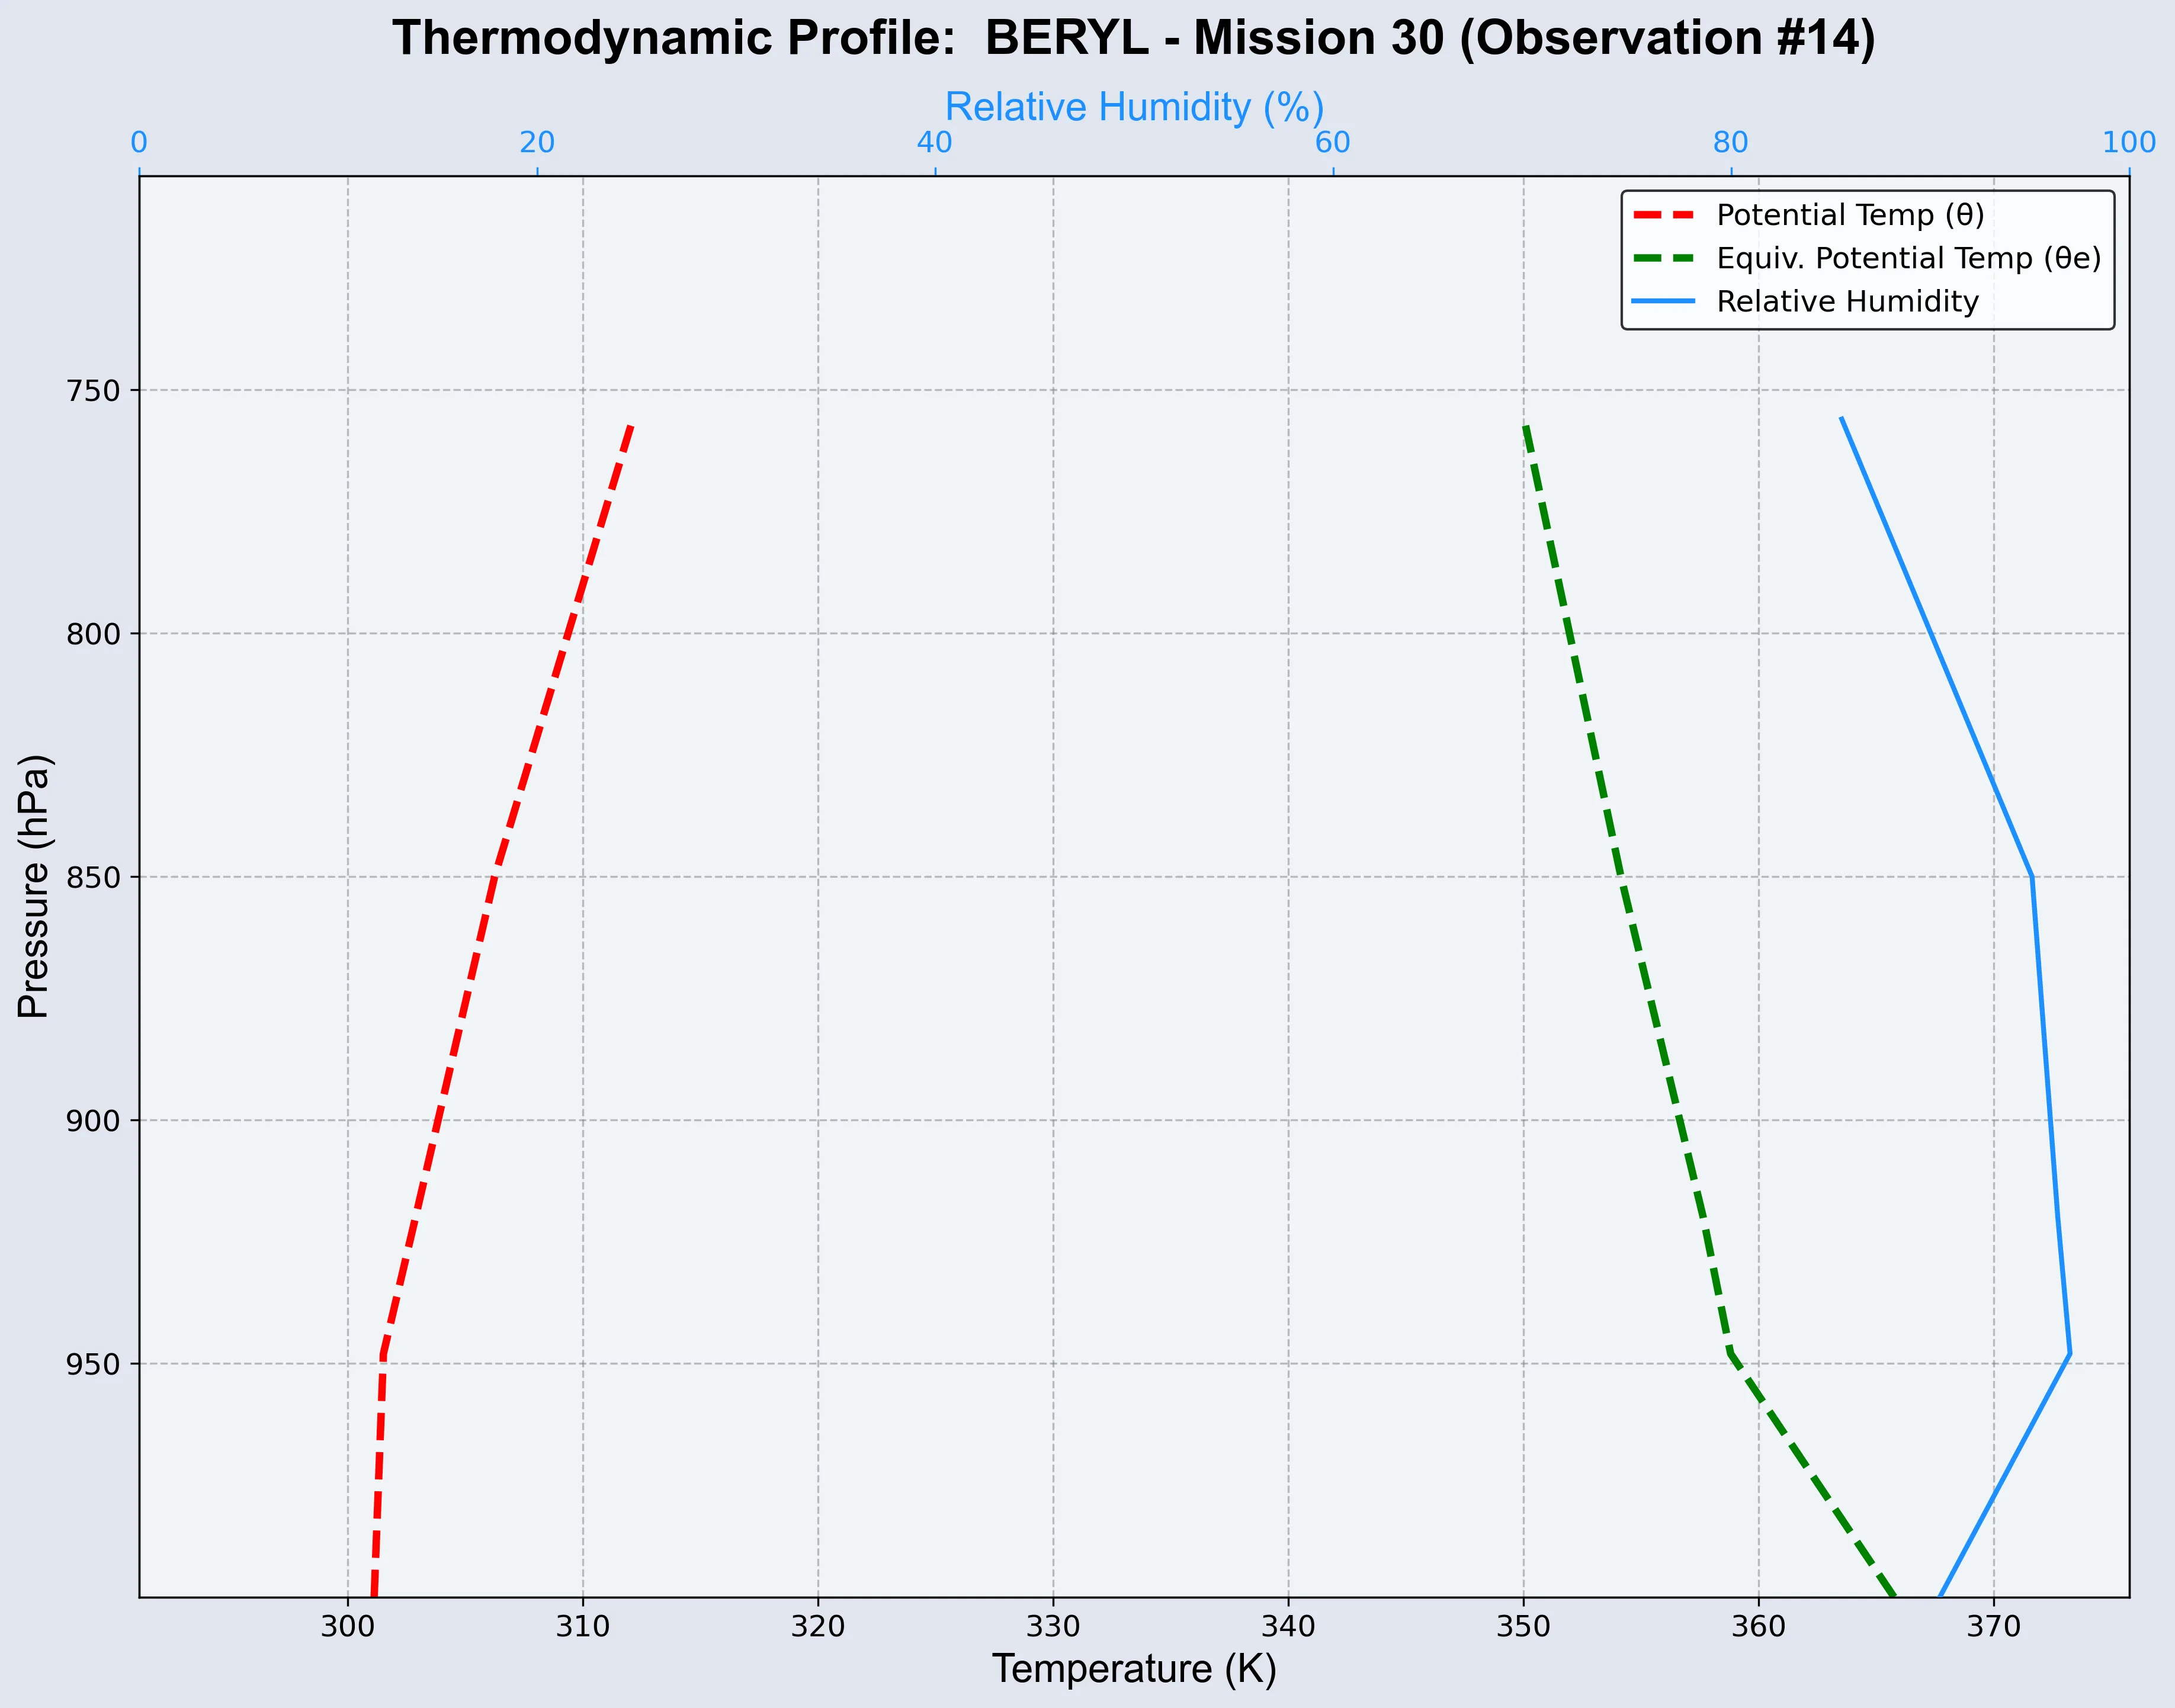 Thermodynamic Profile:  BERYL - Mission 30 (Observation #14)
Relative Humidity (%)
0 20 40 60 80 100
Potential Temp (θ)
Equiv. Potential Temp (θe)
Relative Humidity
750
800
850
900
950
Pressure (hPa)
300 310 320 330 340 350 360 370
Temperature (K)